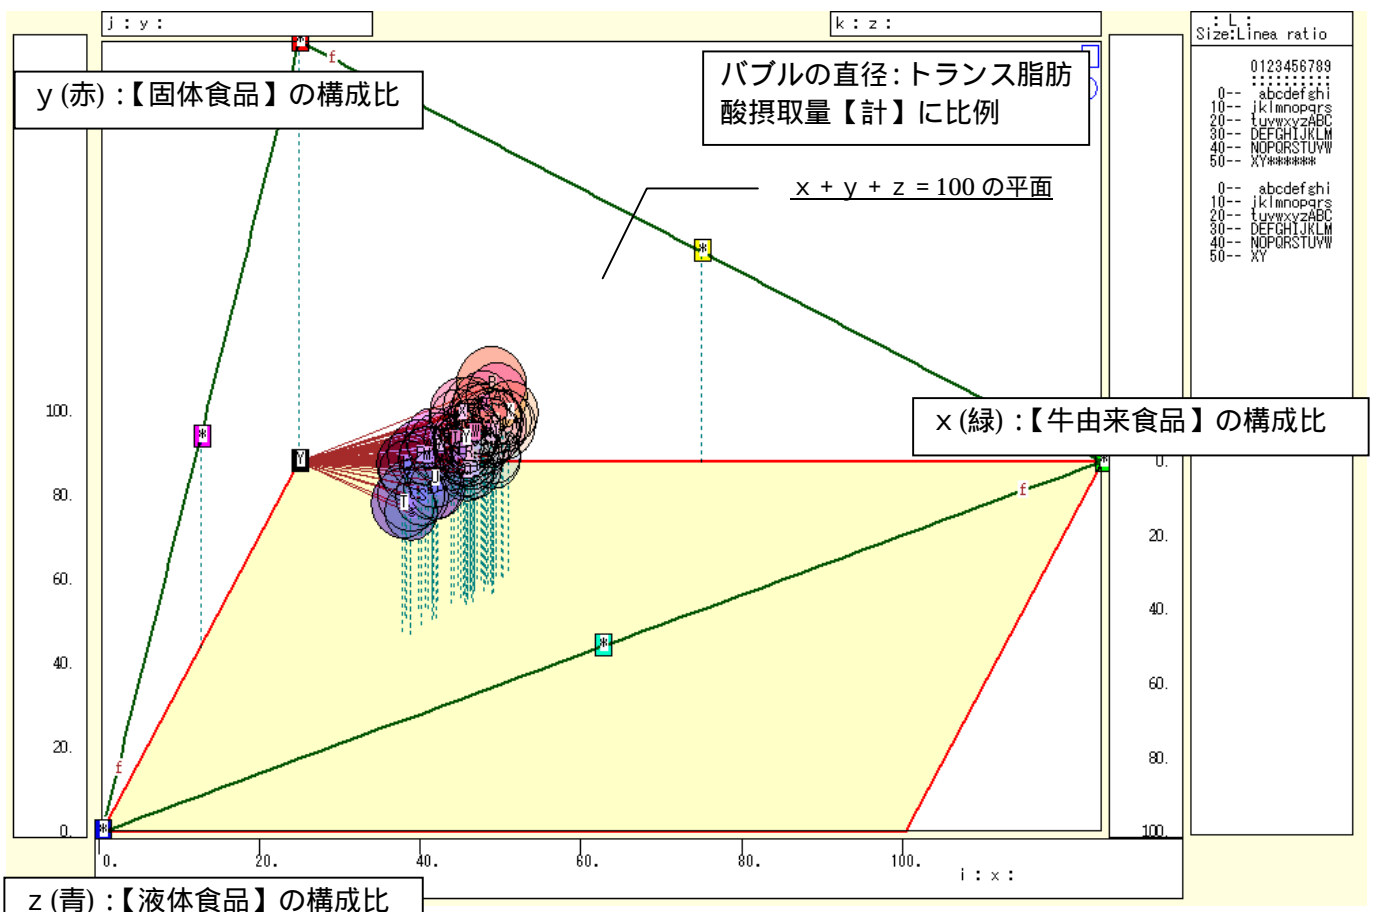 j : y :
k : z :
: L :
Size:Linea ratio
y (赤) :【固体食品】の構成比
バブルの直径: トランス脂肪
酸摂取量【計】に比例
x + y + z = 100 の平面
x (緑) :【牛由来食品】の構成比
z (青) :【液体食品】の構成比
0123456789
::::::::::
0-- abcdefghi
10-- jklmnopqrs
20-- tuvwxyzABC
30-- DEFGHIJKLM
40-- NOPQRSTUVW
50-- XY******
0-- abcdefghi
10-- jklmnopqrs
20-- tuvwxyzABC
30-- DEFGHIJKLM
40-- NOPQRSTUVW
50-- XY
100.
80.
60.
40.
20.
0.
0.
20.
40.
60.
80.
100.
0. 20. 40. 60. 80. 100.
i : x :
*
f
*
*
Y
*
f
*
f
*
R
X
Y
J
T